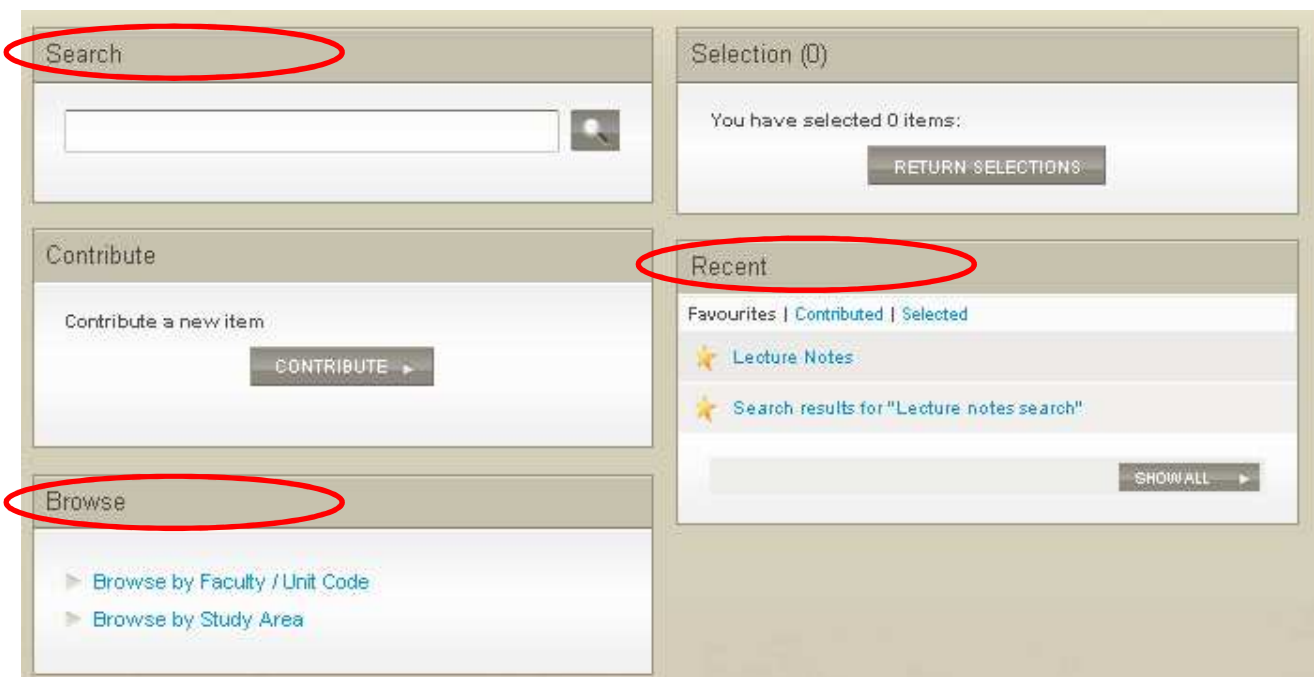 Search
Contribute
Contribute a new item
CONTRIBUTE
Browse
Browse by Faculty / Unit Code
Browse by Study Area
Selection (0)
You have selected 0 items:
RETURN SELECTIONS
Recent
Favourites | Contributed | Selected
Lecture Notes
Search results for "Lecture notes search"
SHOW ALL